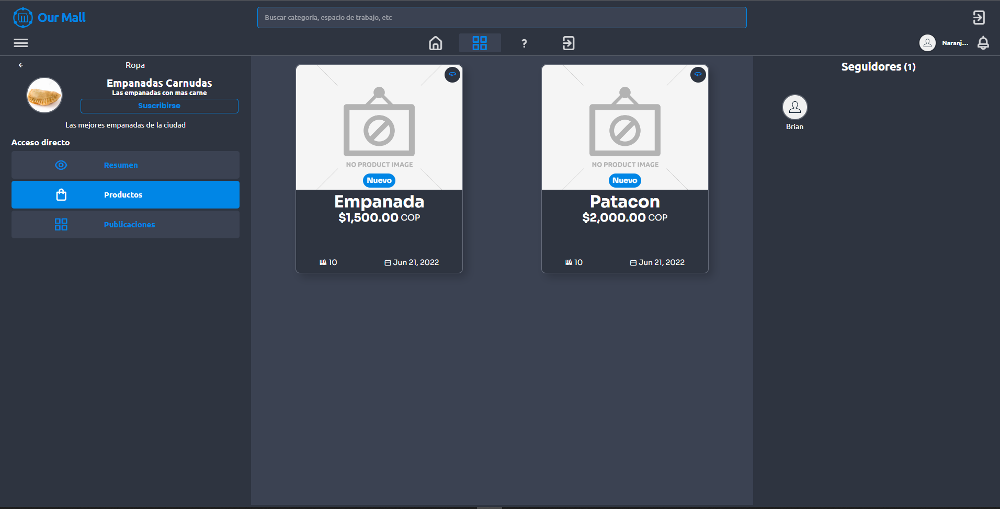 Our Mall
Buscar categoría, espacio de trabajo, etc
?
Naranj...
Ropa
Empanadas Carnudas
Las empanadas con mas carne
Suscribirse
Las mejores empanadas de la ciudad
Acceso directo
Resumen
Productos
Publicaciones
NO PRODUCT IMAGE
Nuevo
Empanada
$1,500.00 COP
10
Jun 21, 2022
NO PRODUCT IMAGE
Nuevo
Patacon
$2,000.00 COP
10
Jun 21, 2022
Seguidores (1)
Brian